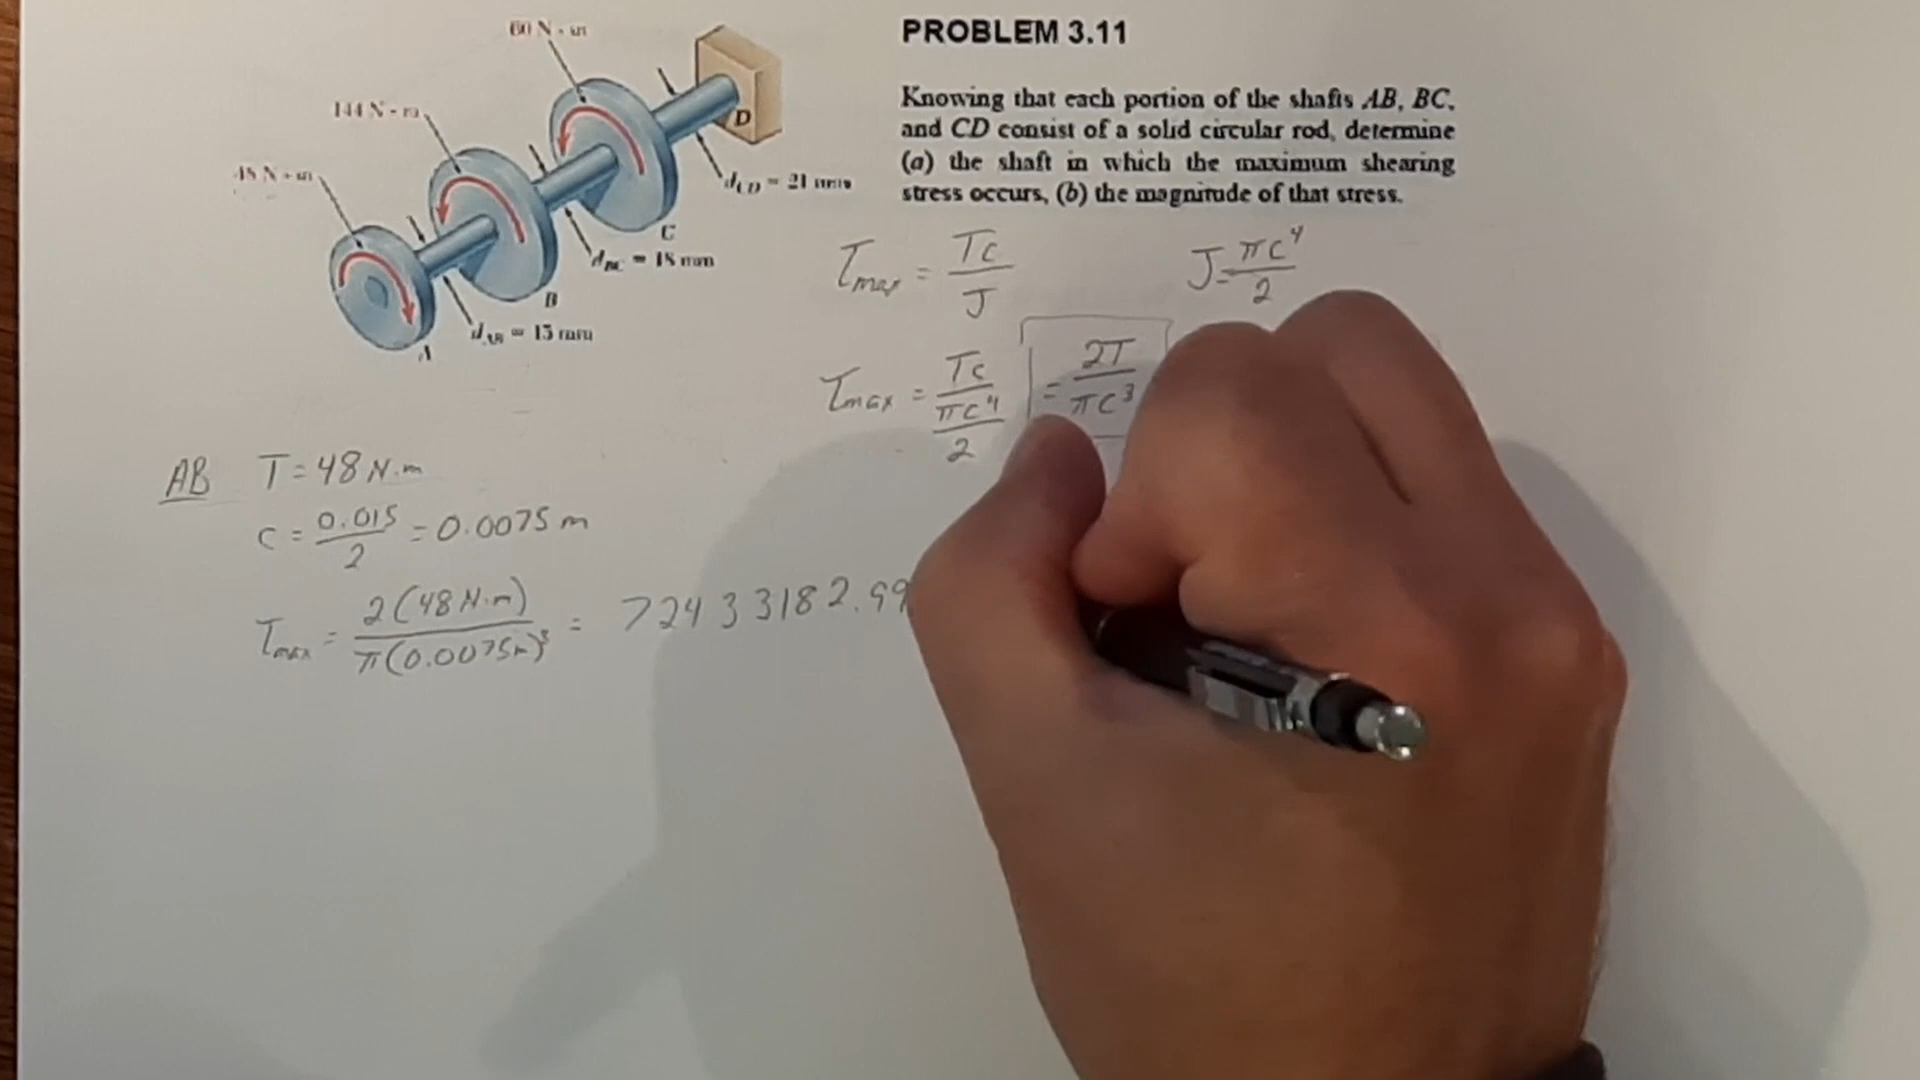 60 N · m
144 N - m
48 N - m
A
B
C
D
d_CD = 21 mm
d_BC = 18 mm
d_AB = 15 mm
PROBLEM 3.11
Knowing that each portion of the shafts AB, BC,
and CD consist of a solid circular rod, determine
(a) the shaft in which the maximum shearing
stress occurs, (b) the magnitude of that stress.
τmax = Tc / J
J = πc⁴ / 2
τmax = Tc / (πc⁴ / 2) = 2T / πc³
AB T = 48 N·m
c = 0.015 / 2 = 0.0075 m
τmax = 2(48 N·m) / π(0.0075m)³ = 72433182.99